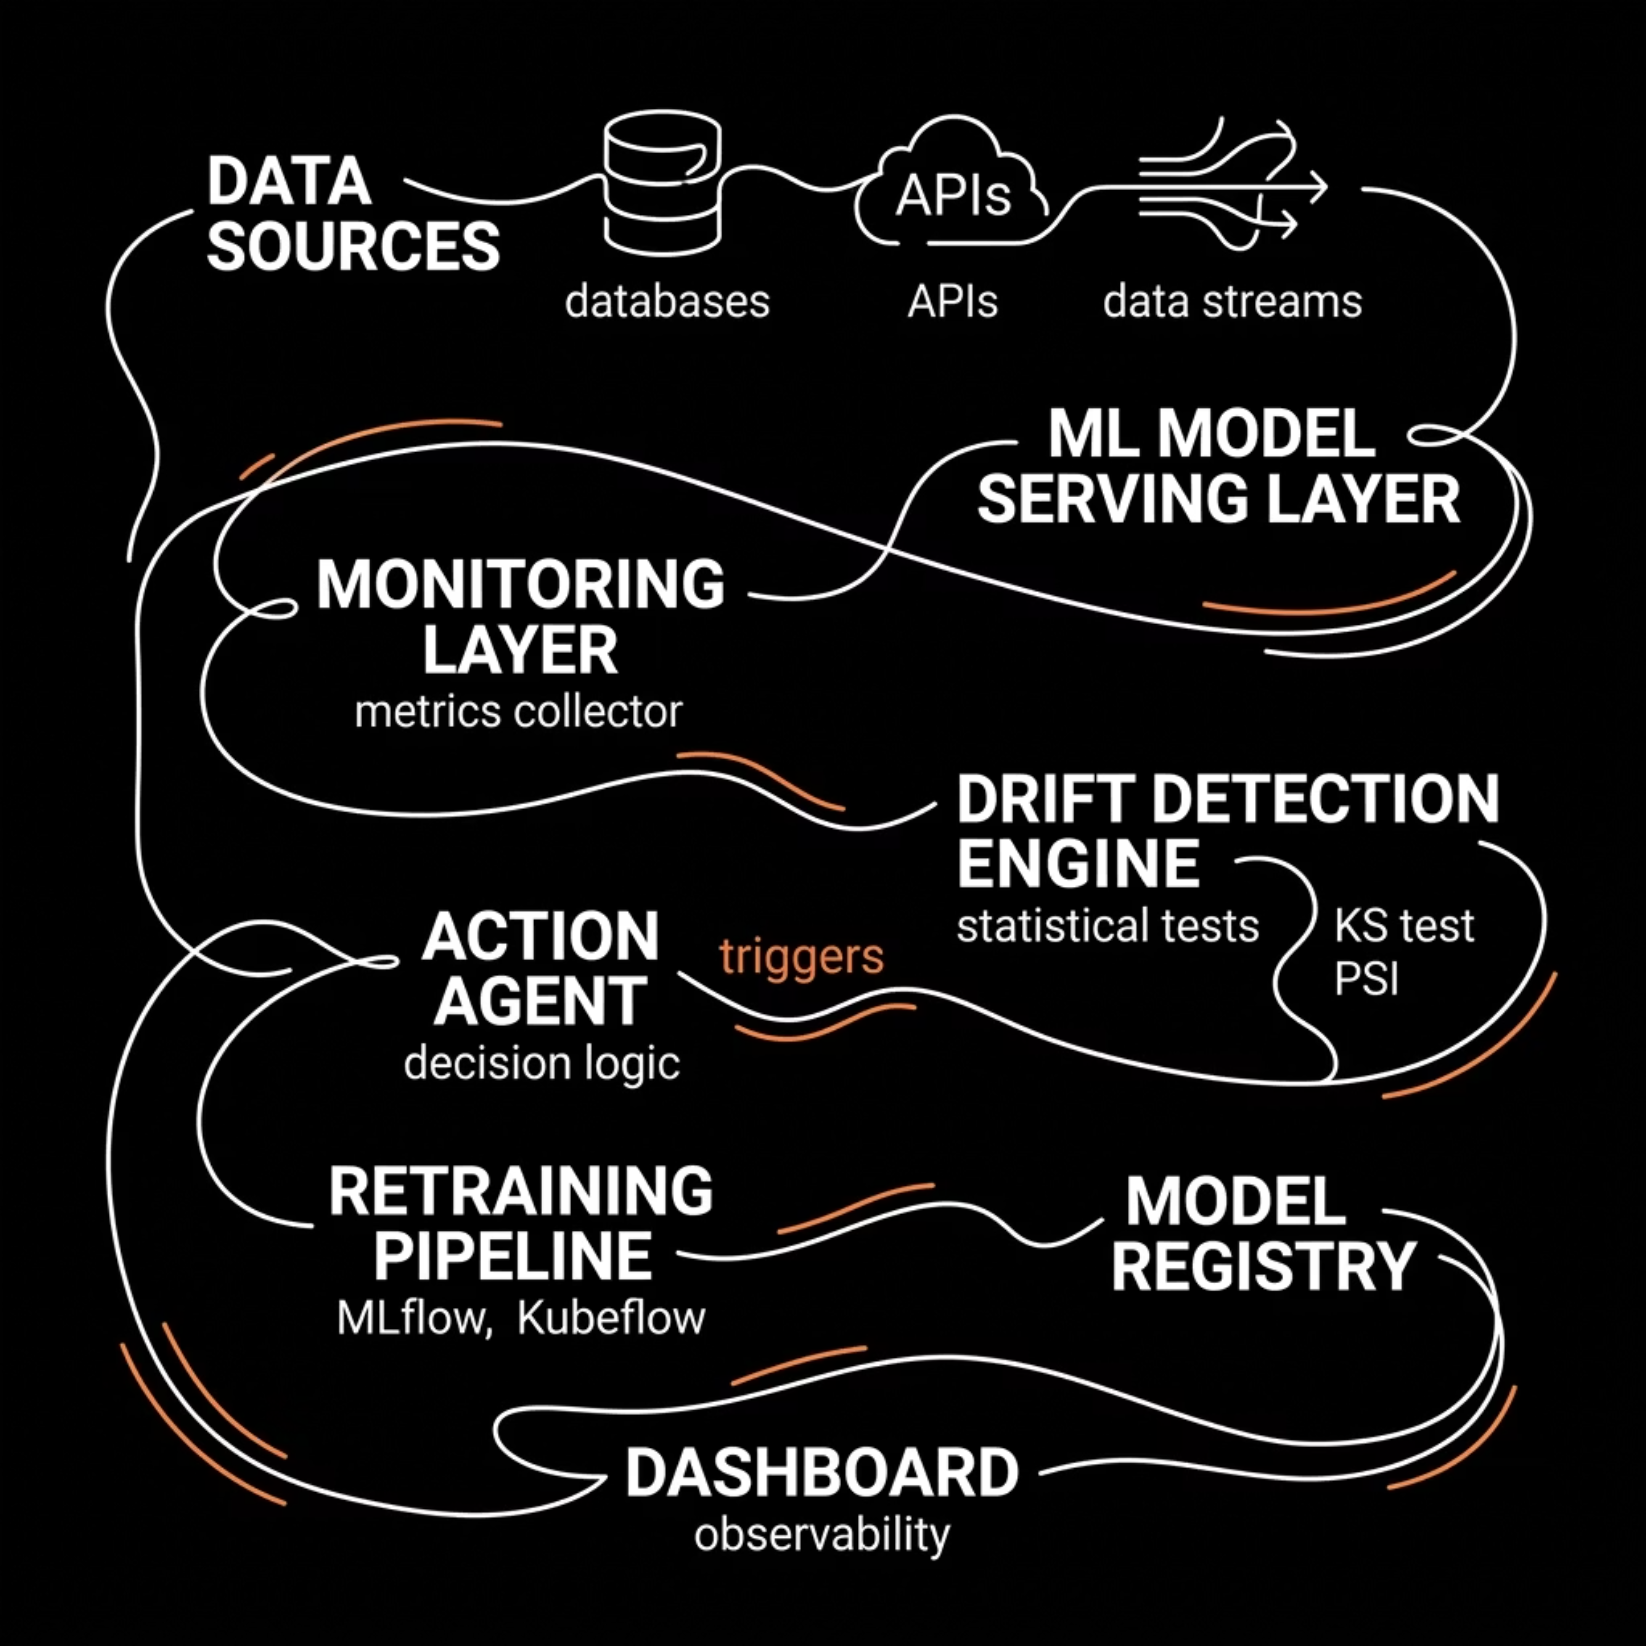 DATA
SOURCES
APIs
databases
APIs
data streams
ML MODEL
SERVING LAYER
MONITORING
LAYER
metrics collector
DRIFT DETECTION
ENGINE
statistical tests
KS test
PSI
ACTION
AGENT
decision logic
triggers
RETRAINING
PIPELINE
MLflow, Kubeflow
MODEL
REGISTRY
DASHBOARD
observability